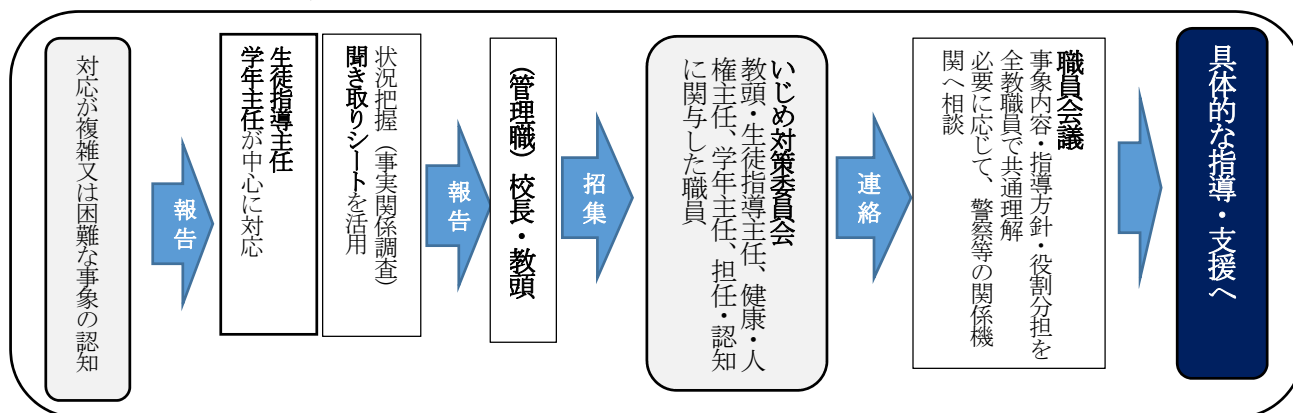 対応が複雑又は困難な事象の認知
報告
生徒指導主任
学年主任が中心に対応
状況把握（事実関係調査）
聞き取りシートを活用
報告
（管理職）校長・教頭
招集
いじめ対策委員会
教頭・生徒指導主任、健康・人
権主任、学年主任、担任・認知
に関与した職員
連絡
職員会議
事象内容・指導方針・役割分担を
全教職員で共通理解
必要に応じて、警察等の関係機
関へ相談
具体的な指導・支援へ